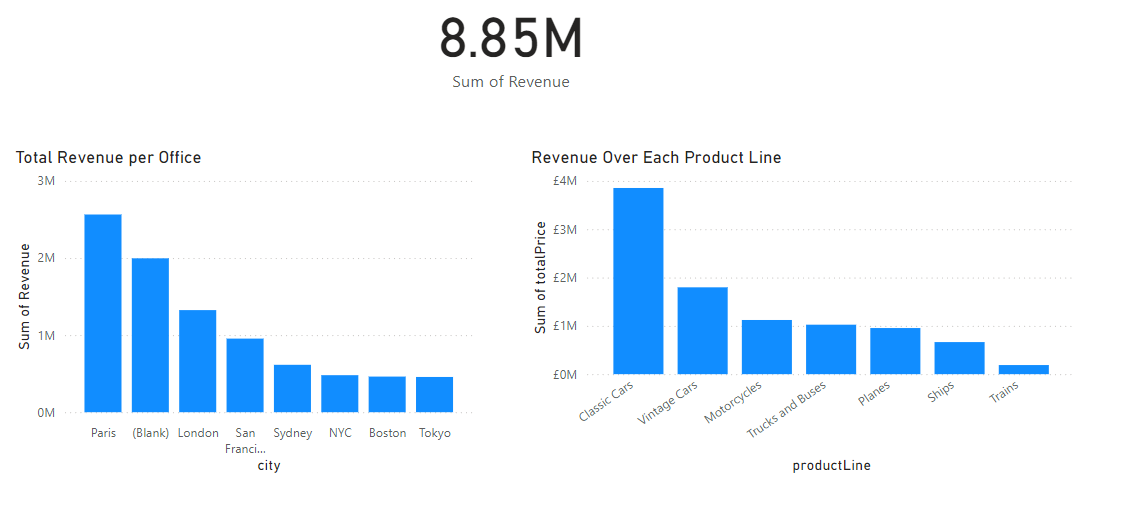 8.85M
Sum of Revenue
Total Revenue per Office
3M
2M
1M
0M
Sum of Revenue
Paris
(Blank)
London
San
Franci...
Sydney
NYC
Boston
Tokyo
city
Revenue Over Each Product Line
£4M
£3M
£2M
£1M
£0M
Sum of totalPrice
Classic Cars
Vintage Cars
Motorcycles
Trucks and Buses
Planes
Ships
Trains
productLine